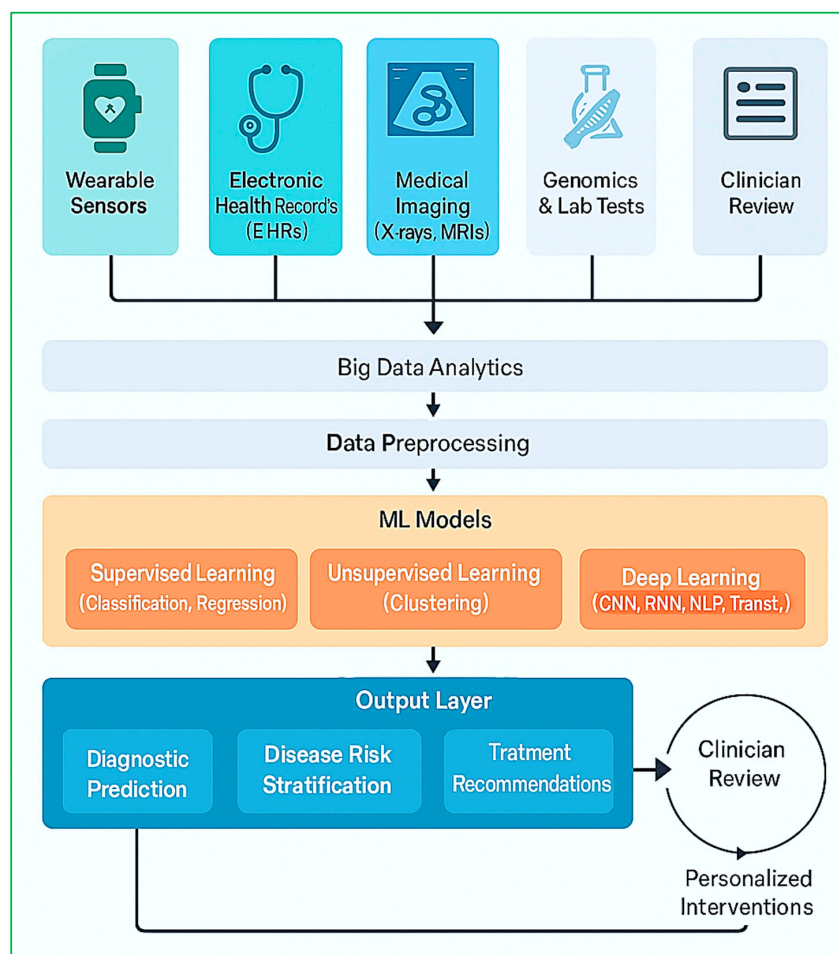 Wearable
Sensors
Electronic
Health Record's
(EHRs)
Medical
Imaging
(X-rays, MRIs)
Genomics
& Lab Tests
Clinician
Review
Big Data Analytics
Data Preprocessing
ML Models
Supervised Learning
(Classification, Regression)
Unsupervised Learning
(Clustering)
Deep Learning
(CNN, RNN, NLP, Transt,)
Output Layer
Diagnostic
Prediction
Disease Risk
Stratification
Tratment
Recommendations
Clinician
Review
Personalized
Interventions